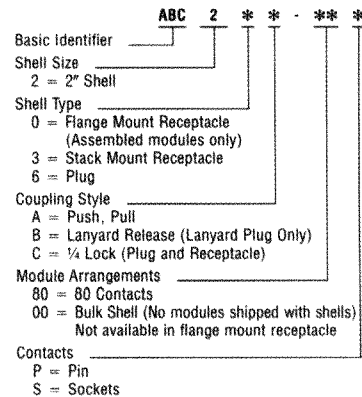 ABC 2 * * - ** *
Basic Identifier
Shell Size
2 = 2" Shell
Shell Type
0 = Flange Mount Receptacle
(Assembled modules only)
3 = Stack Mount Receptacle
6 = Plug
Coupling Style
A = Push, Pull
B = Lanyard Release (Lanyard Plug Only)
C = ¼ Lock (Plug and Receptacle)
Module Arrangements
80 = 80 Contacts
00 = Bulk Shell (No modules shipped with shells)
Not available in flange mount receptacle
Contacts
P = Pin
S = Sockets